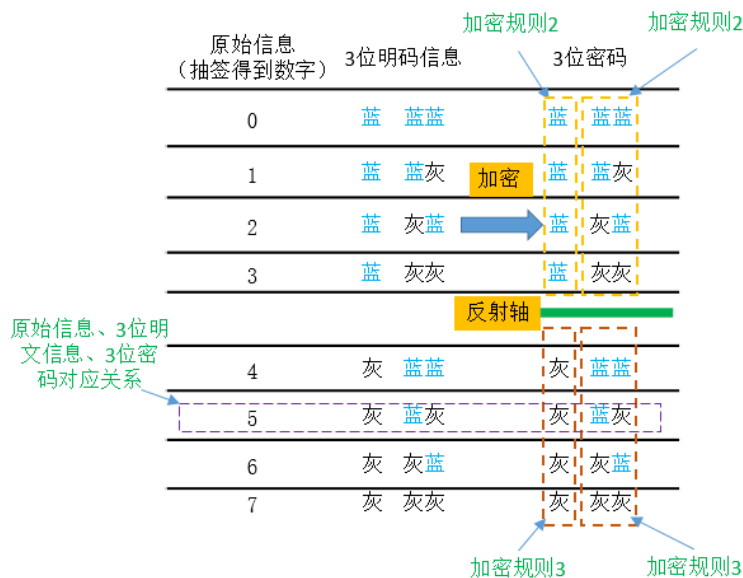 加密规则2
加密规则2
原始信息
(抽签得到数字)
3位明码信息
3位密码
0 蓝 蓝蓝 蓝 蓝蓝
1 蓝 蓝灰 蓝 蓝灰
加密
2 蓝 灰蓝 蓝 灰蓝
3 蓝 灰灰 蓝 灰灰
反射轴
原始信息、3位明
文信息、3位密
码对应关系
4 灰 蓝蓝 灰 蓝蓝
5 灰 蓝灰 灰 蓝灰
6 灰 灰蓝 灰 灰蓝
7 灰 灰灰 灰 灰灰
加密规则3
加密规则3